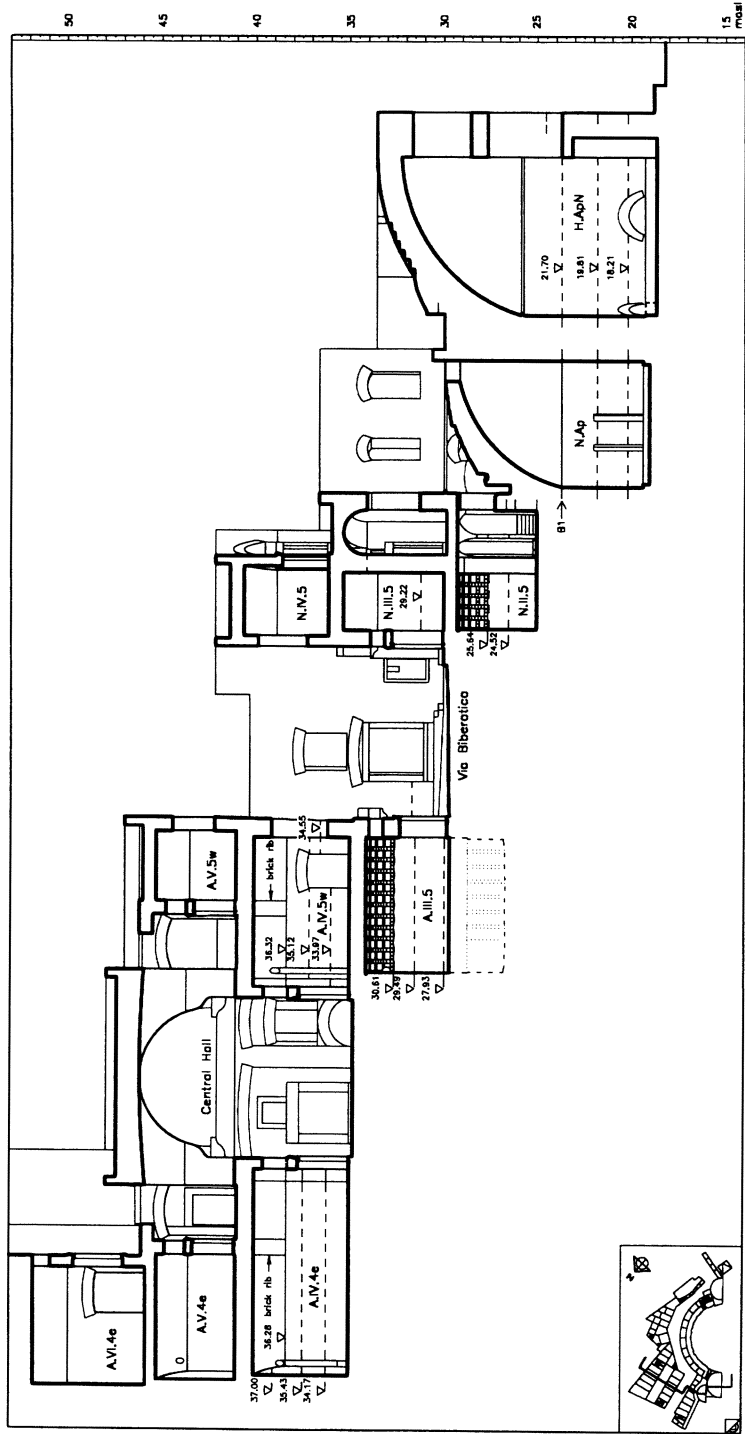 50
45
40
35
30
25
20
15
masl
A.VI.4e
A.V.4e
A.IV.4e
37.00
35.43
34.17
36.28
brick rib
Central Hall
A.V.5w
A.IV.5w
brick rib
34.55
36.32
35.12
33.97
A.III.5
30.61
29.49
27.93
Via Biberatica
N.IV.5
N.III.5
29.22
N.II.5
25.64
24.52
B1
N.Ap
H.ApN
21.70
19.81
18.21
N